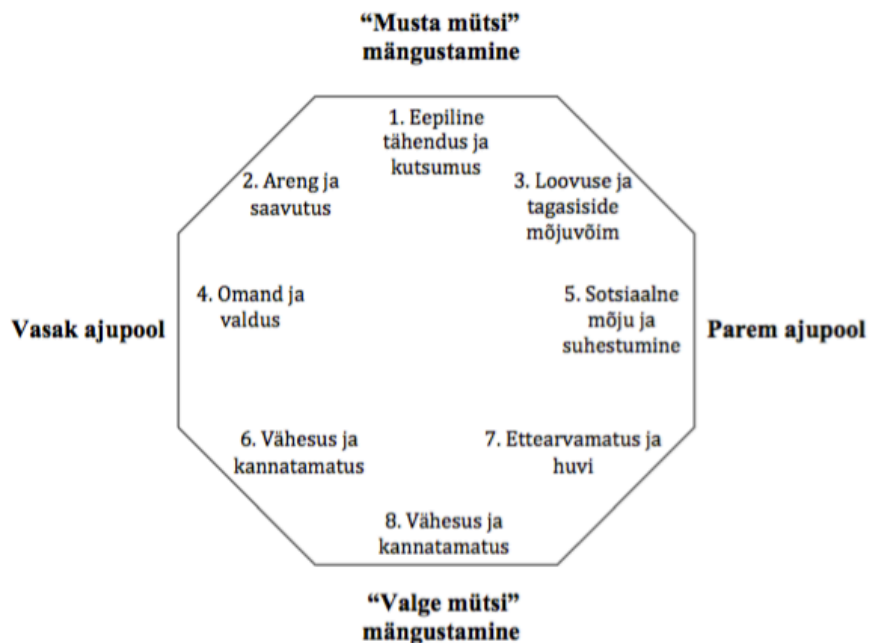 “Musta mütsi”
mängustamine
1. Eepiline
tähendus ja
kutsumus
2. Areng ja
saavutus
3. Loovuse ja
tagasiside
mõjuvõim
4. Omand ja
valdus
5. Sotsiaalne
mõju ja
suhestumine
Vasak ajupool
Parem ajupool
6. Vähesus ja
kannatamatus
7. Ettearvamatus ja
huvi
8. Vähesus ja
kannatamatus
“Valge mütsi”
mängustamine